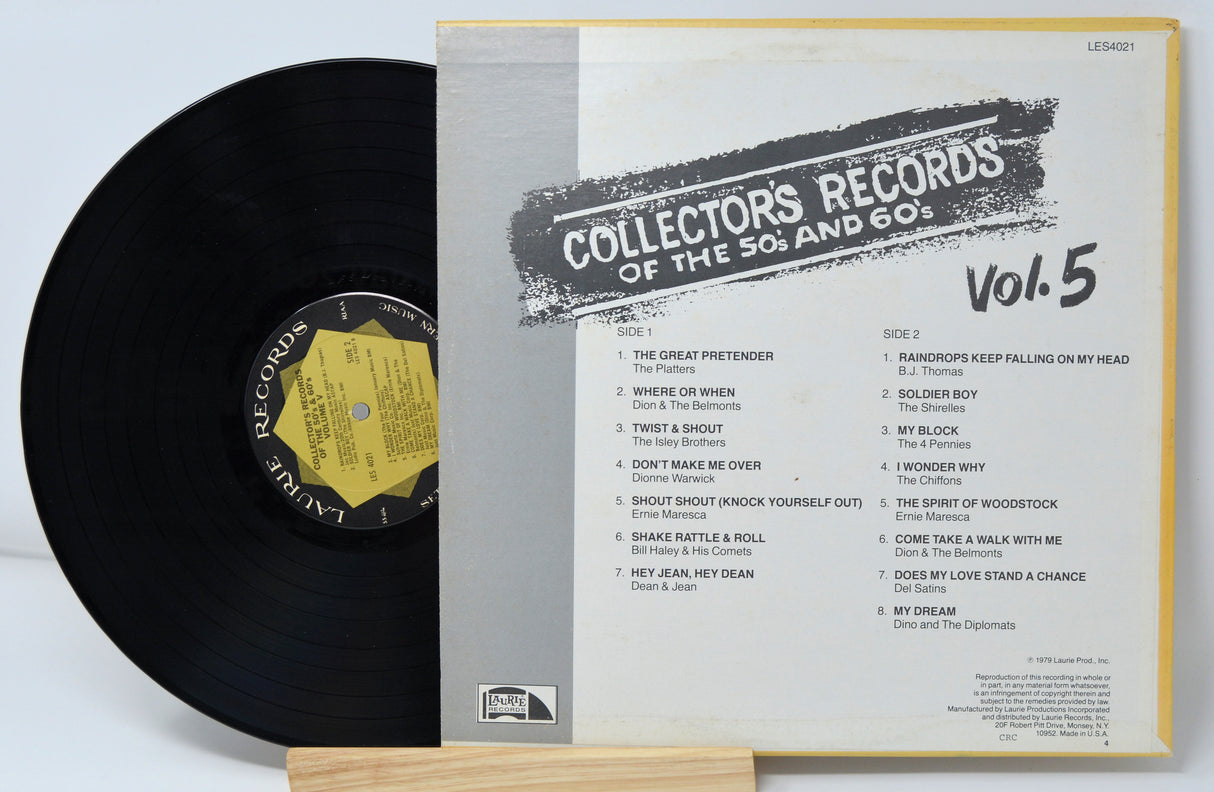 LES4021
COLLECTOR'S RECORDS
OF THE 50's AND 60's
Vol. 5
SIDE 1
1. THE GREAT PRETENDER
The Platters
2. WHERE OR WHEN
Dion & The Belmonts
3. TWIST & SHOUT
The Isley Brothers
4. DON'T MAKE ME OVER
Dionne Warwick
5. SHOUT SHOUT (KNOCK YOURSELF OUT)
Ernie Maresca
6. SHAKE RATTLE & ROLL
Bill Haley & His Comets
7. HEY JEAN, HEY DEAN
Dean & Jean
SIDE 2
1. RAINDROPS KEEP FALLING ON MY HEAD
B.J. Thomas
2. SOLDIER BOY
The Shirelles
3. MY BLOCK
The 4 Pennies
4. I WONDER WHY
The Chiffons
5. THE SPIRIT OF WOODSTOCK
Ernie Maresca
6. COME TAKE A WALK WITH ME
Dion & The Belmonts
7. DOES MY LOVE STAND A CHANCE
Del Satins
8. MY DREAM
Dino and The Diplomats
℗ 1979 Laurie Prod., Inc.
Reproduction of this recording in whole or
in part, in any material form whatsoever,
is an infringement of copyright therein and
subject to the remedies provided by law.
Manufactured by Laurie Productions Incorporated
and distributed by Laurie Records, Inc.,
20F Robert Pitt Drive, Monsey, N.Y.
10952. Made in U.S.A.
CRC
4
LAURIE
RECORDS
LAURIE RECORDS
RIAA
ERN MUSIC
COLLECTOR'S RECORDS
OF THE 50's & 60's
VOLUME V
SIDE 2
LES 4021 B
LES 4021